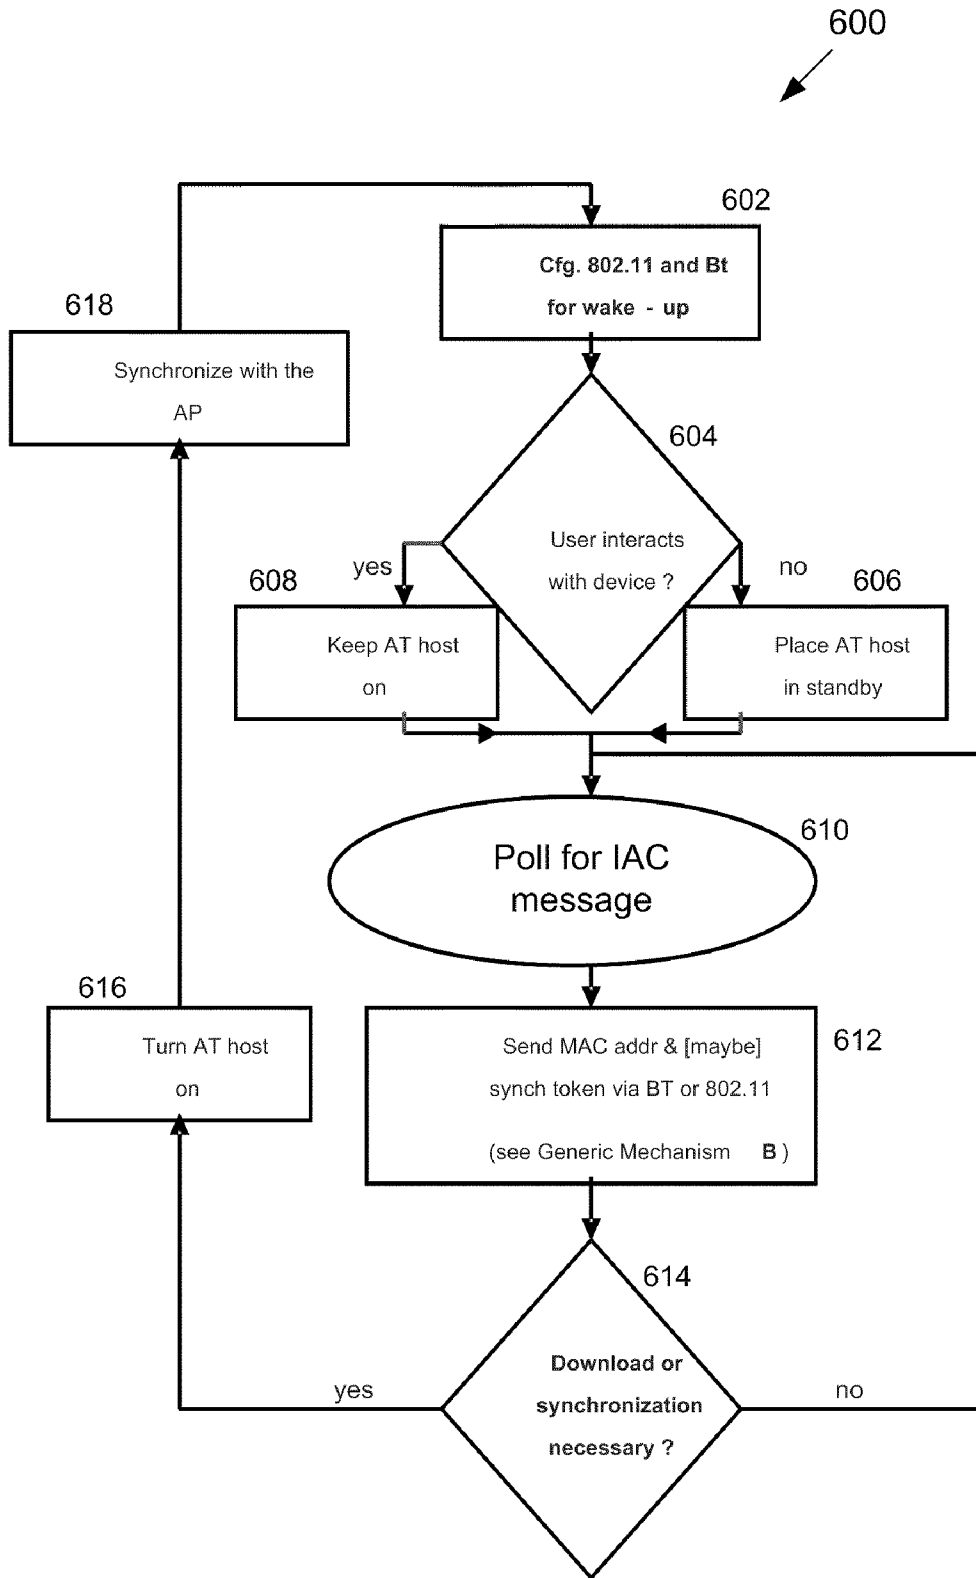 600
602
Cfg. 802.11 and Bt
for wake - up
618
Synchronize with the
AP
604
User interacts
with device ?
yes
no
608
Keep AT host
on
606
Place AT host
in standby
610
Poll for IAC
message
616
Turn AT host
on
612
Send MAC addr & [maybe]
synch token via BT or 802.11
(see Generic Mechanism B )
614
Download or
synchronization
necessary ?
yes
no